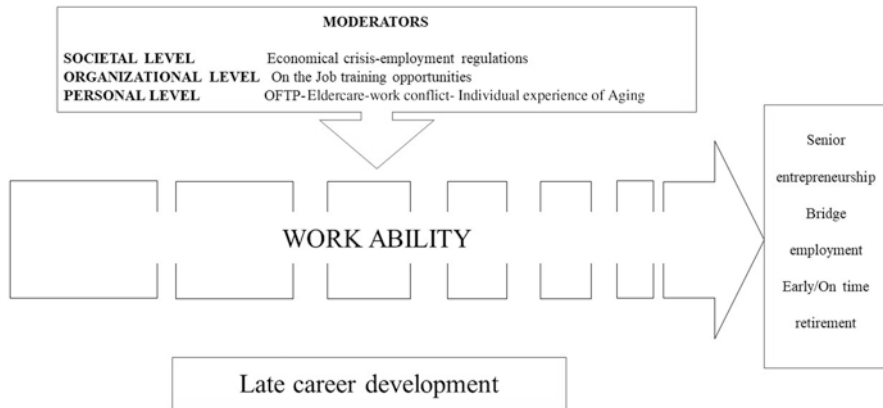 MODERATORS
SOCIETAL LEVEL Economical crisis-employment regulations
ORGANIZATIONAL LEVEL On the Job training opportunities
PERSONAL LEVEL OFTP-Eldercare-work conflict- Individual experience of Aging
WORK ABILITY
Senior
entrepreneurship
Bridge
employment
Early/On time
retirement
Late career development